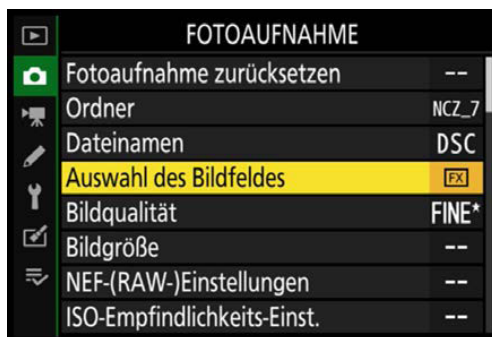 FOTOAUFNAHME
Fotoaufnahme zurücksetzen --
Ordner NCZ_7
Dateinamen DSC
Auswahl des Bildfeldes FX
Bildqualität FINE★
Bildgröße --
NEF-(RAW-)Einstellungen --
ISO-Empfindlichkeits-Einst. --